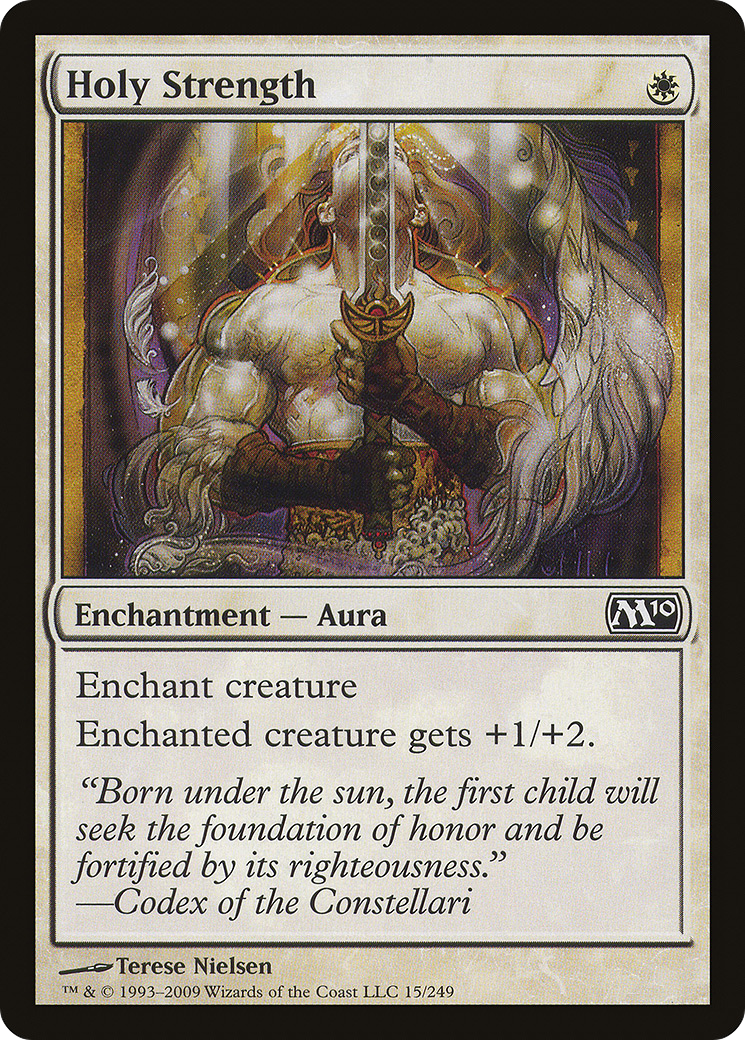 Holy Strength
Enchantment — Aura
M10
Enchant creature
Enchanted creature gets +1/+2.
“Born under the sun, the first child will
seek the foundation of honor and be
fortified by its righteousness.”
—Codex of the Constellari
Terese Nielsen
™ & © 1993–2009 Wizards of the Coast LLC 15/249